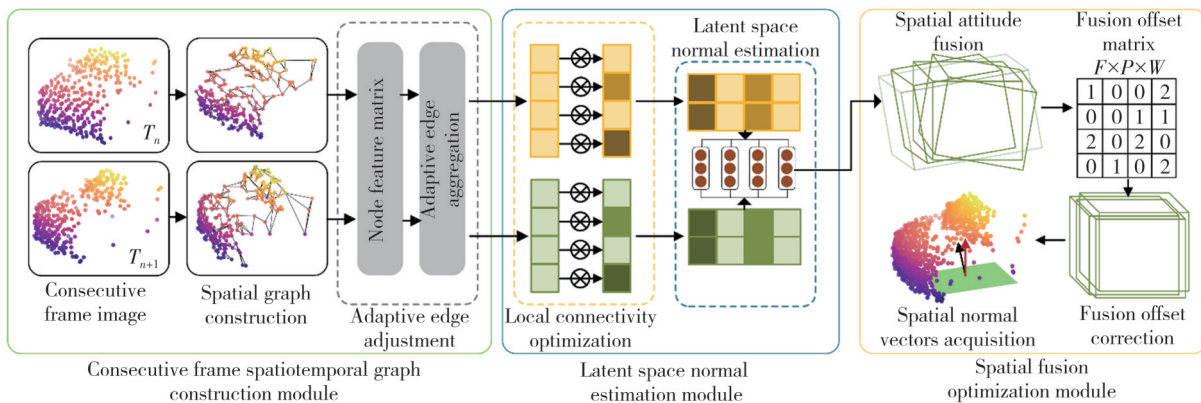 T_n
T_{n+1}
Consecutive
frame image
Spatial graph
construction
Node feature matrix
Adaptive edge
aggregation
Adaptive edge
adjustment
Consecutive frame spatiotemporal graph
construction module
Local connectivity
optimization
Latent space
normal estimation
Latent space normal
estimation module
Spatial attitude
fusion
Fusion offset
matrix
F×P×W
1 0 0 2
0 0 1 1
2 0 2 0
0 1 0 2
Spatial normal
vectors acquisition
Fusion offset
correction
Spatial fusion
optimization module